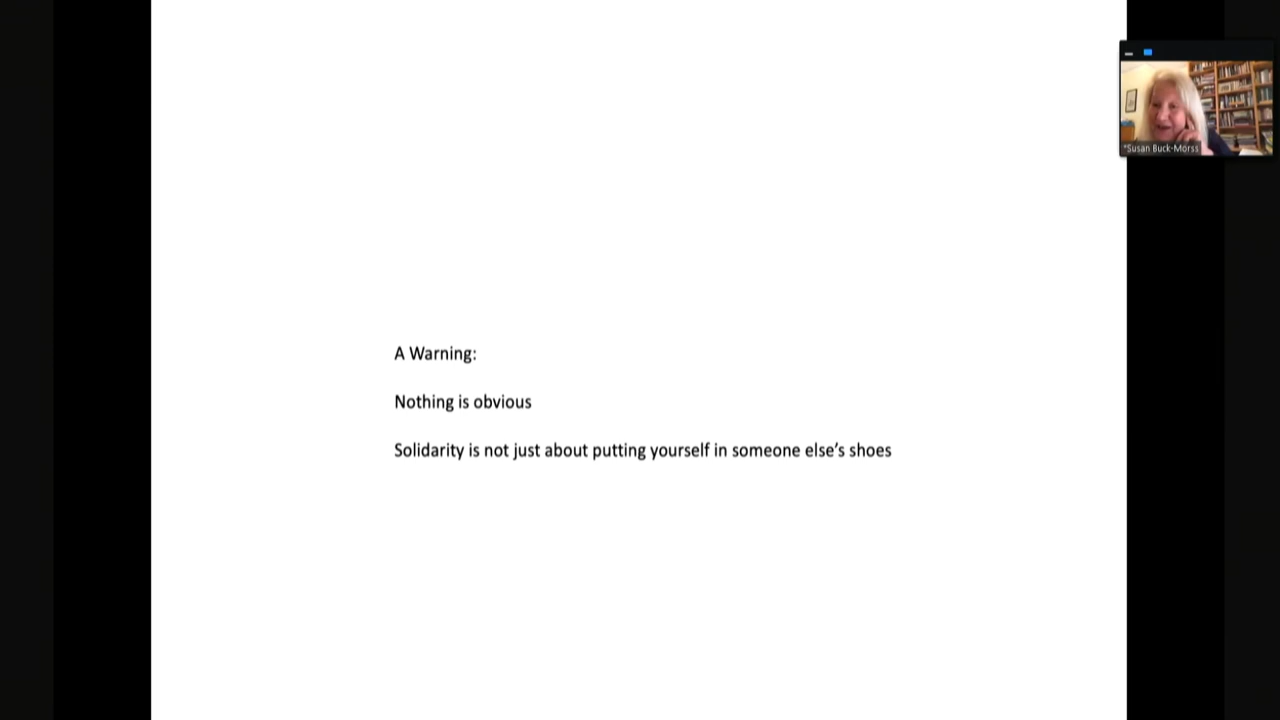 *Susan Buck-Morss
A Warning:
Nothing is obvious
Solidarity is not just about putting yourself in someone else's shoes